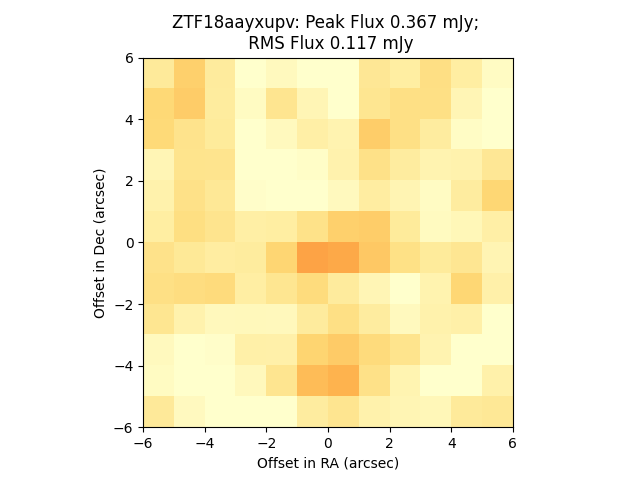 ZTF18aayxupv: Peak Flux 0.367 mJy;
RMS Flux 0.117 mJy
6
4
2
0
−2
−4
−6
Offset in Dec (arcsec)
−6 −4 −2 0 2 4 6
Offset in RA (arcsec)